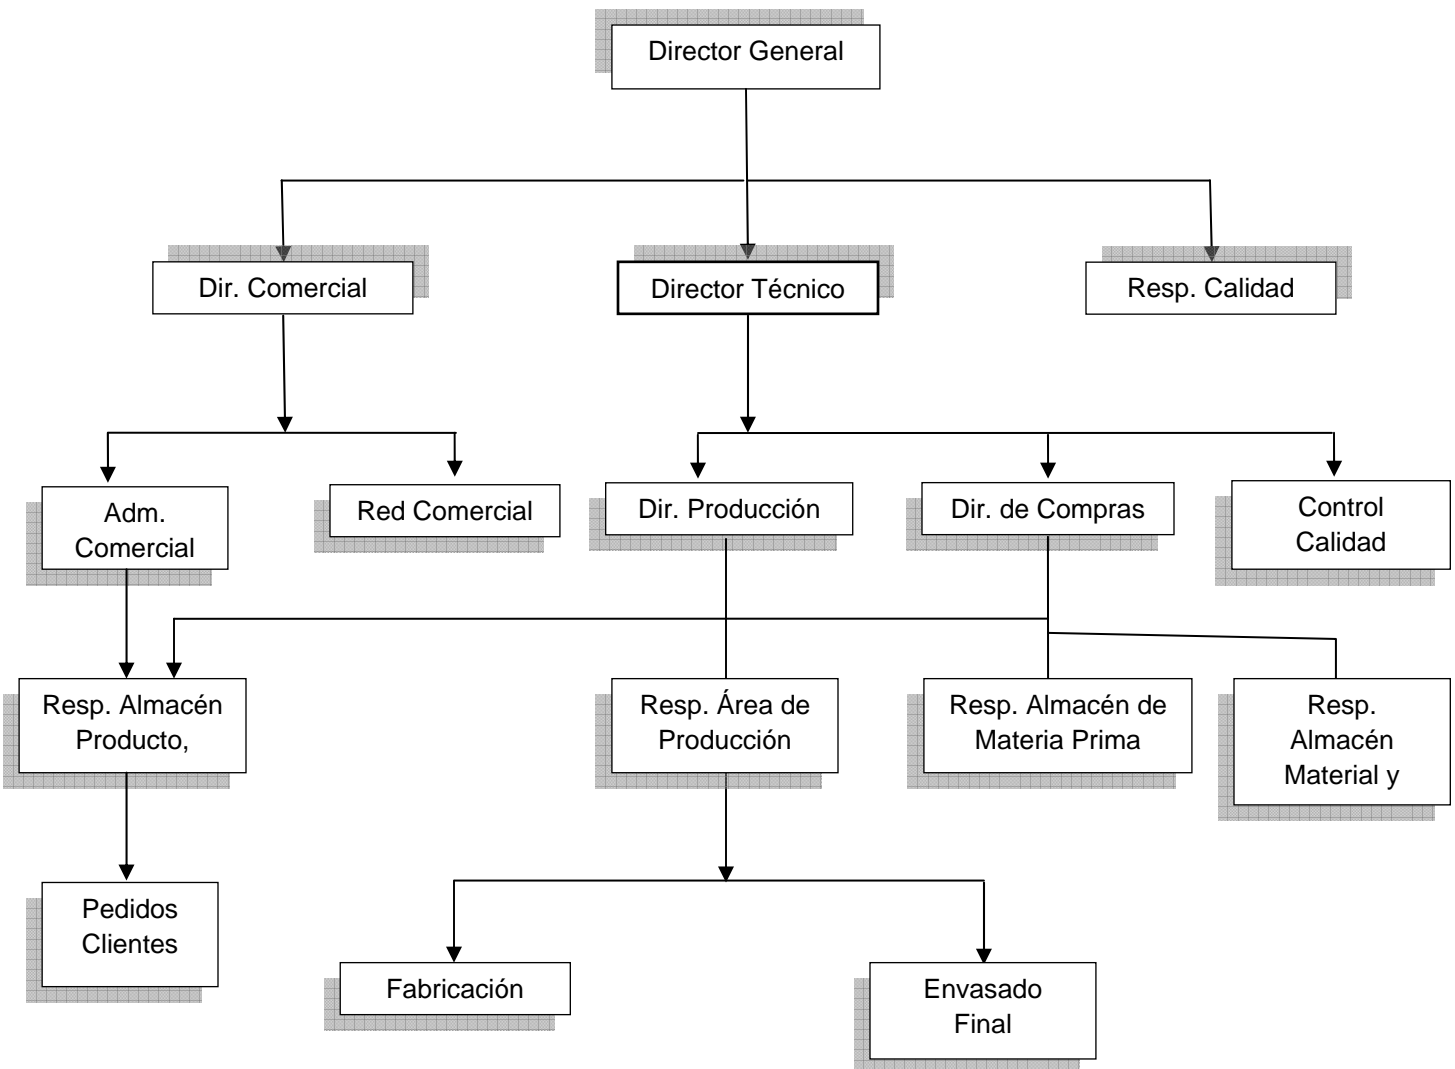 Director General
Dir. Comercial
Director Técnico
Resp. Calidad
Adm.
Comercial
Red Comercial
Dir. Producción
Dir. de Compras
Control
Calidad
Resp. Almacén
Producto,
Resp. Área de
Producción
Resp. Almacén de
Materia Prima
Resp.
Almacén
Material y
Pedidos
Clientes
Fabricación
Envasado
Final